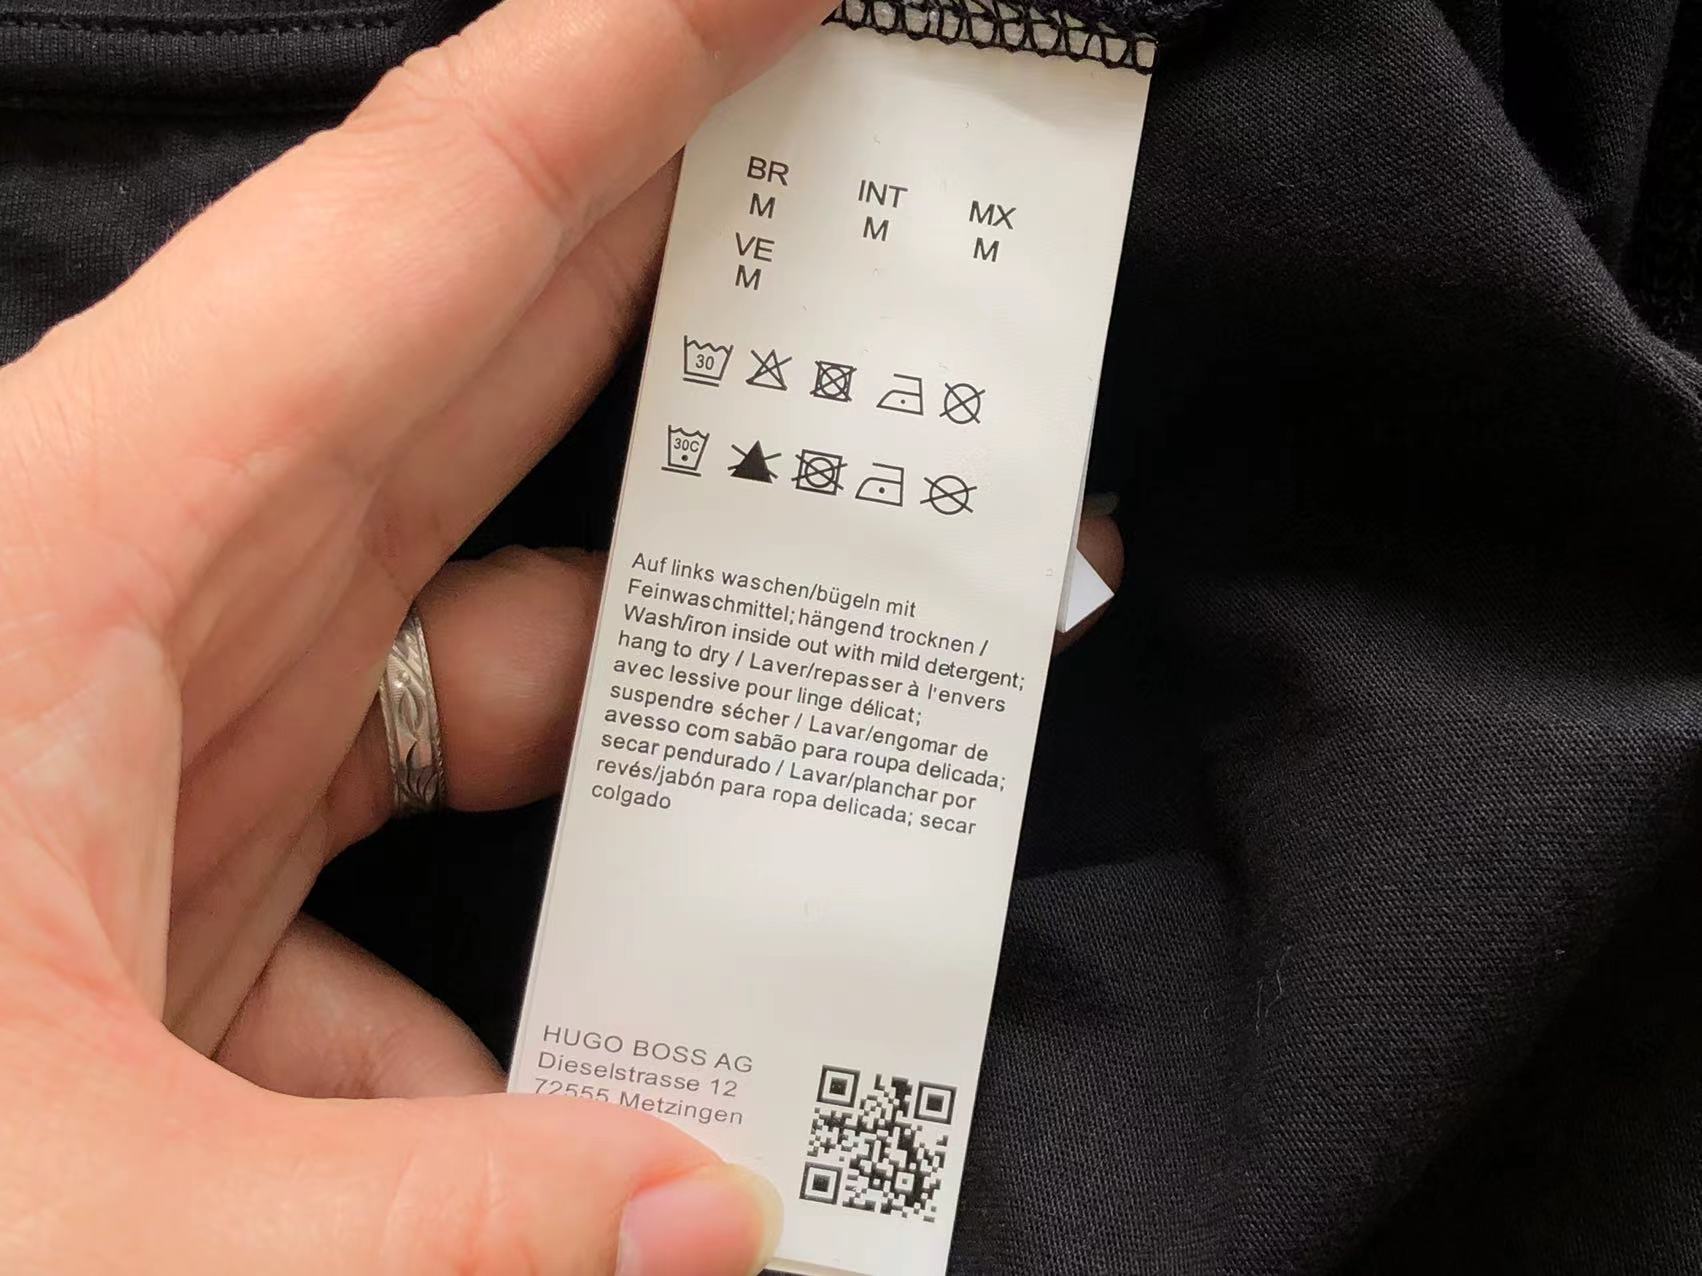 BR INT MX
M M M
VE
M
30
30C
Auf links waschen/bügeln mit
Feinwaschmittel; hängend trocknen /
Wash/iron inside out with mild detergent;
hang to dry / Laver/repasser à l'envers
avec lessive pour linge délicat;
suspendre sécher / Lavar/engomar de
avesso com sabão para roupa delicada;
secar pendurado / Lavar/planchar por
revés/jabón para ropa delicada; secar
colgado
HUGO BOSS AG
Dieselstrasse 12
72555 Metzingen